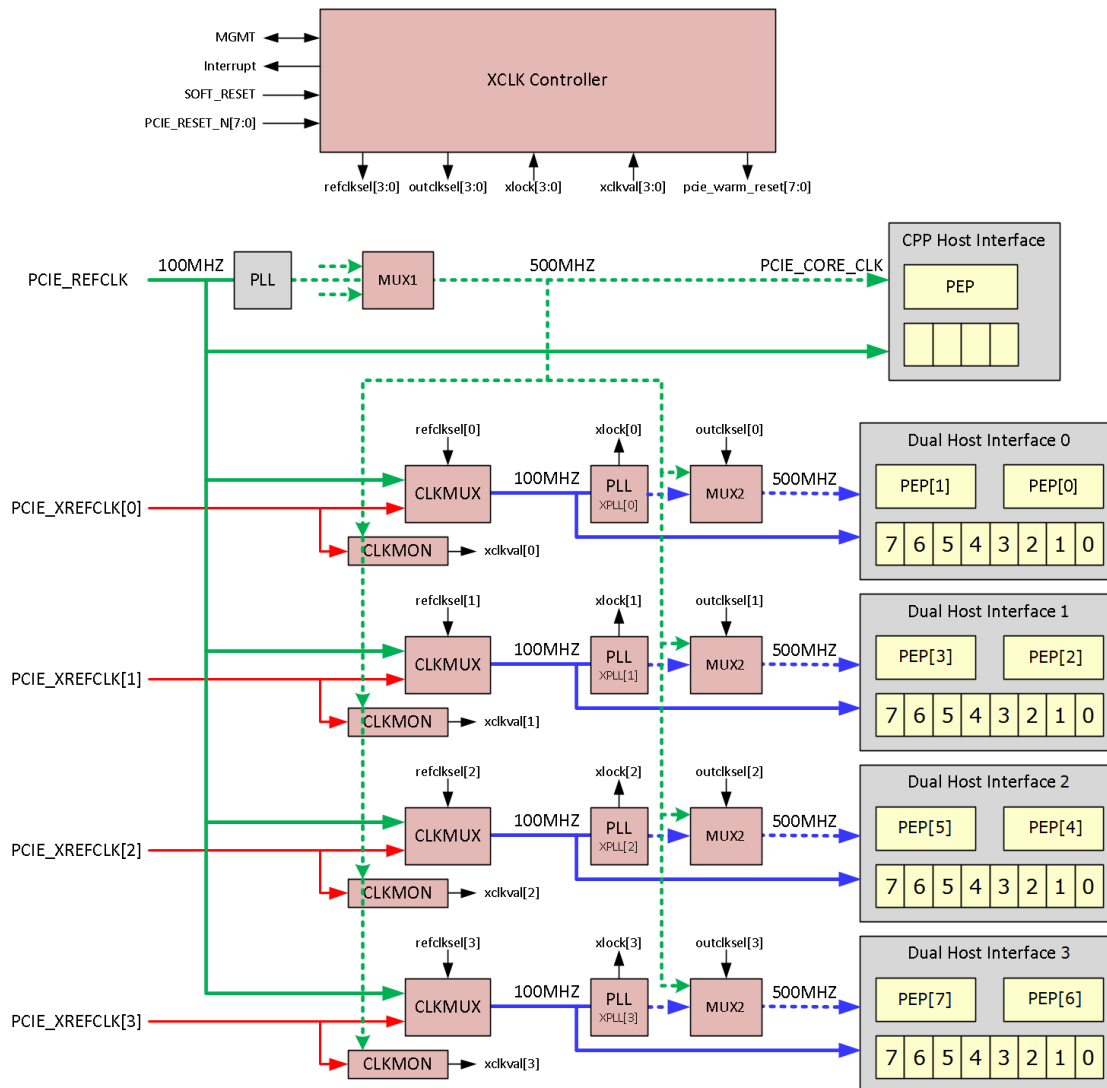 MGMT
Interrupt
SOFT_RESET
PCIE_RESET_N[7:0]
XCLK Controller
refclksel[3:0] outclksel[3:0] xlock[3:0] xclkval[3:0] pcie_warm_reset[7:0]
PCIE_REFCLK
100MHZ
PLL
MUX1
500MHZ
PCIE_CORE_CLK
CPP Host Interface
PEP
refclksel[0]
xlock[0]
outclksel[0]
Dual Host Interface 0
PCIE_XREFCLK[0]
CLKMUX
100MHZ
PLL
XPLL[0]
MUX2
500MHZ
PEP[1] PEP[0]
7 6 5 4 3 2 1 0
CLKMON
xclkval[0]
refclksel[1]
xlock[1]
outclksel[1]
Dual Host Interface 1
PCIE_XREFCLK[1]
CLKMUX
100MHZ
PLL
XPLL[1]
MUX2
500MHZ
PEP[3] PEP[2]
7 6 5 4 3 2 1 0
CLKMON
xclkval[1]
refclksel[2]
xlock[2]
outclksel[2]
Dual Host Interface 2
PCIE_XREFCLK[2]
CLKMUX
100MHZ
PLL
XPLL[2]
MUX2
500MHZ
PEP[5] PEP[4]
7 6 5 4 3 2 1 0
CLKMON
xclkval[2]
refclksel[3]
xlock[3]
outclksel[3]
Dual Host Interface 3
PCIE_XREFCLK[3]
CLKMUX
100MHZ
PLL
XPLL[3]
MUX2
500MHZ
PEP[7] PEP[6]
7 6 5 4 3 2 1 0
CLKMON
xclkval[3]